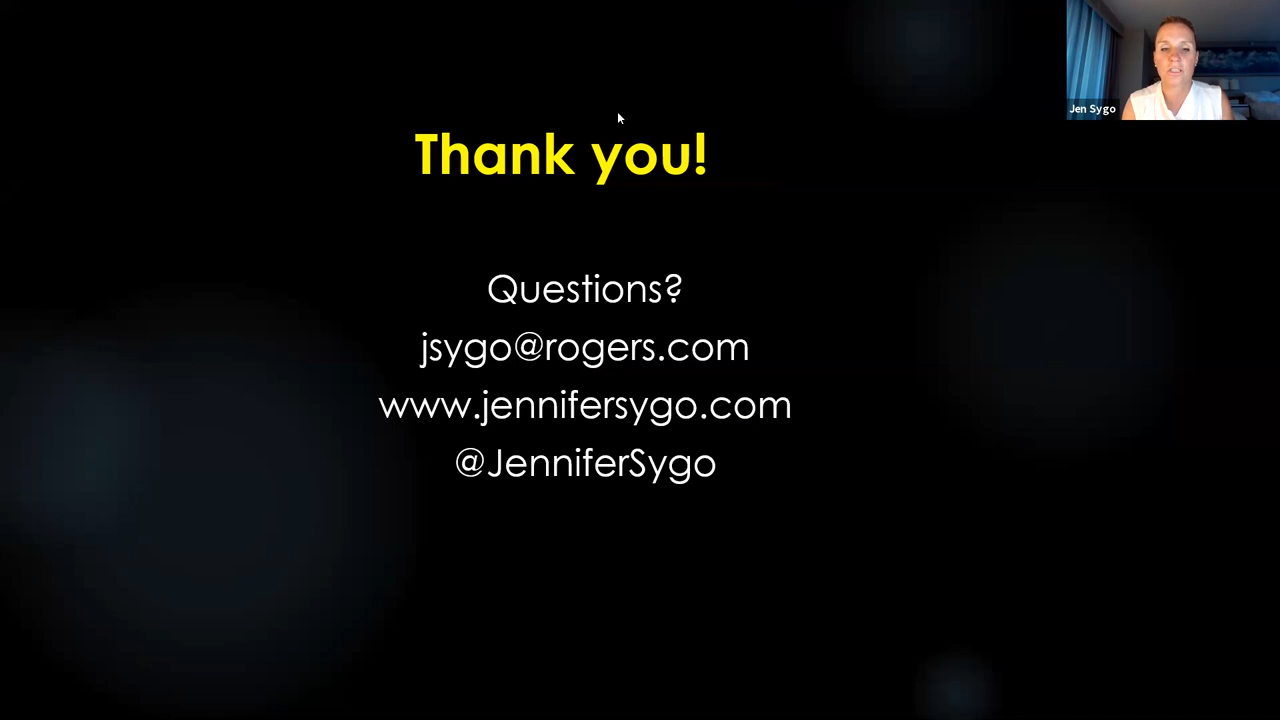 Jen Sygo
Thank you!
Questions?
jsygo@rogers.com
www.jennifersygo.com
@JenniferSygo